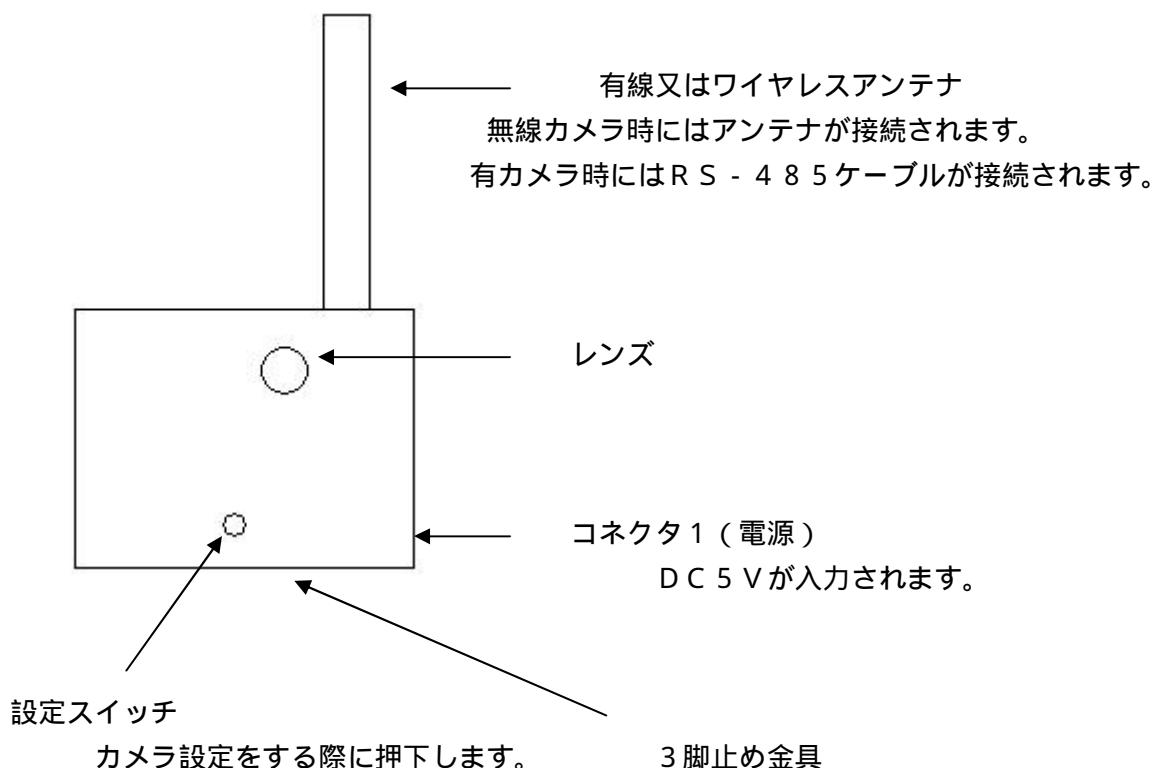 有線又はワイヤレスアンテナ
無線カメラ時にはアンテナが接続されます。
有カメラ時にはRS-485ケーブルが接続されます。
レンズ
コネクタ1(電源)
DC5Vが入力されます。
設定スイッチ
カメラ設定をする際に押下します。
3脚止め金具